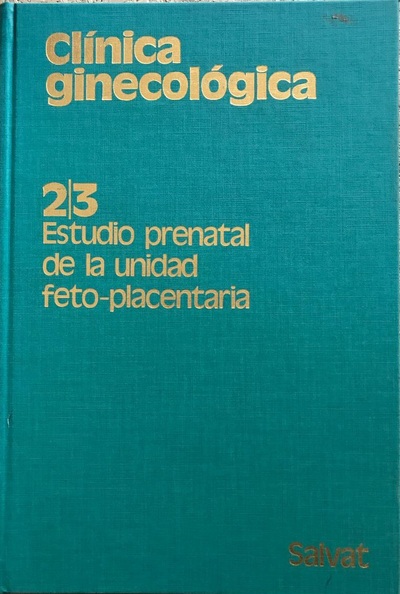 Clínica
ginecológica
2|3
Estudio prenatal
de la unidad
feto-placentaria
Salvat